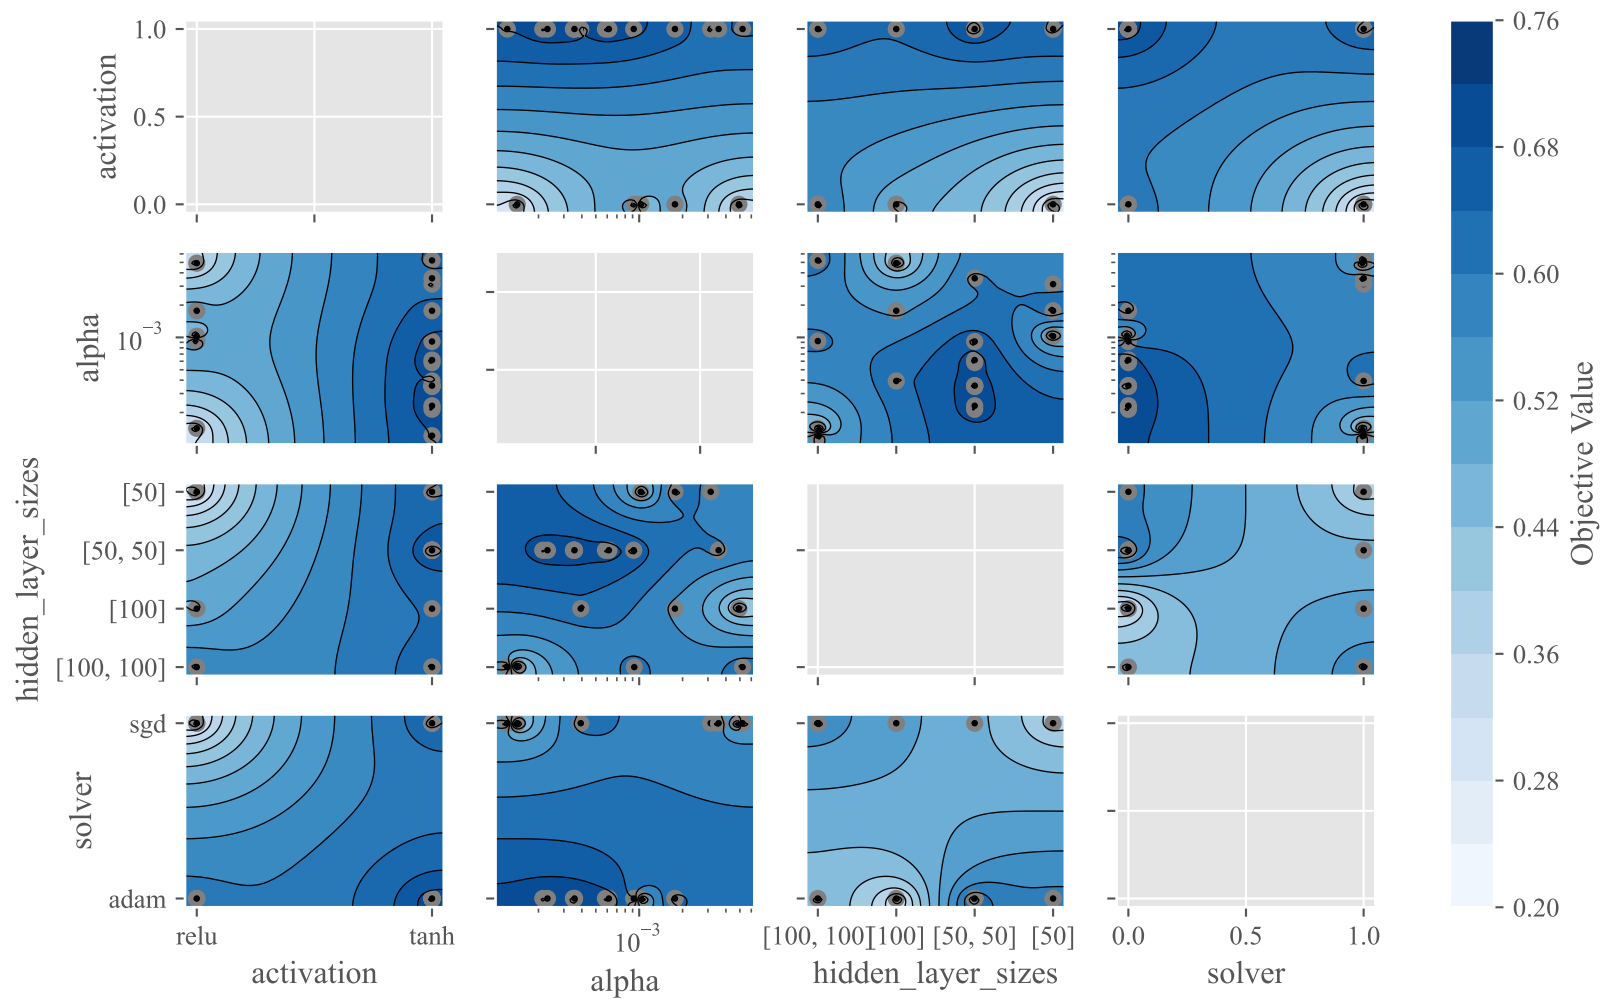 1.0
0.5
0.0
activation
10⁻³
alpha
[50]
[50, 50]
[100]
[100, 100]
hidden_layer_sizes
sgd
adam
solver
relu
tanh
activation
10⁻³
alpha
[100, 100]
[100]
[50, 50]
[50]
hidden_layer_sizes
0.0
0.5
1.0
solver
0.76
0.68
0.60
0.52
0.44
0.36
0.28
0.20
Objective Value